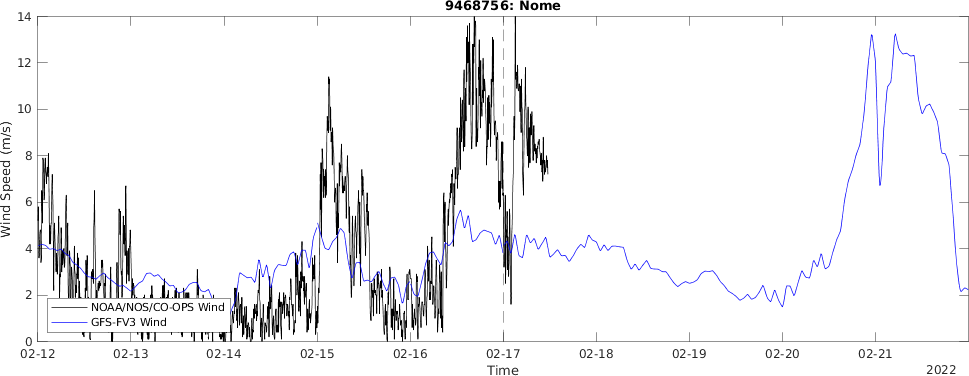 9468756: Nome
14
12
10
8
6
4
2
0
Wind Speed (m/s)
NOAA/NOS/CO-OPS Wind
GFS-FV3 Wind
02-12 02-13 02-14 02-15 02-16 02-17 02-18 02-19 02-20 02-21
Time
2022